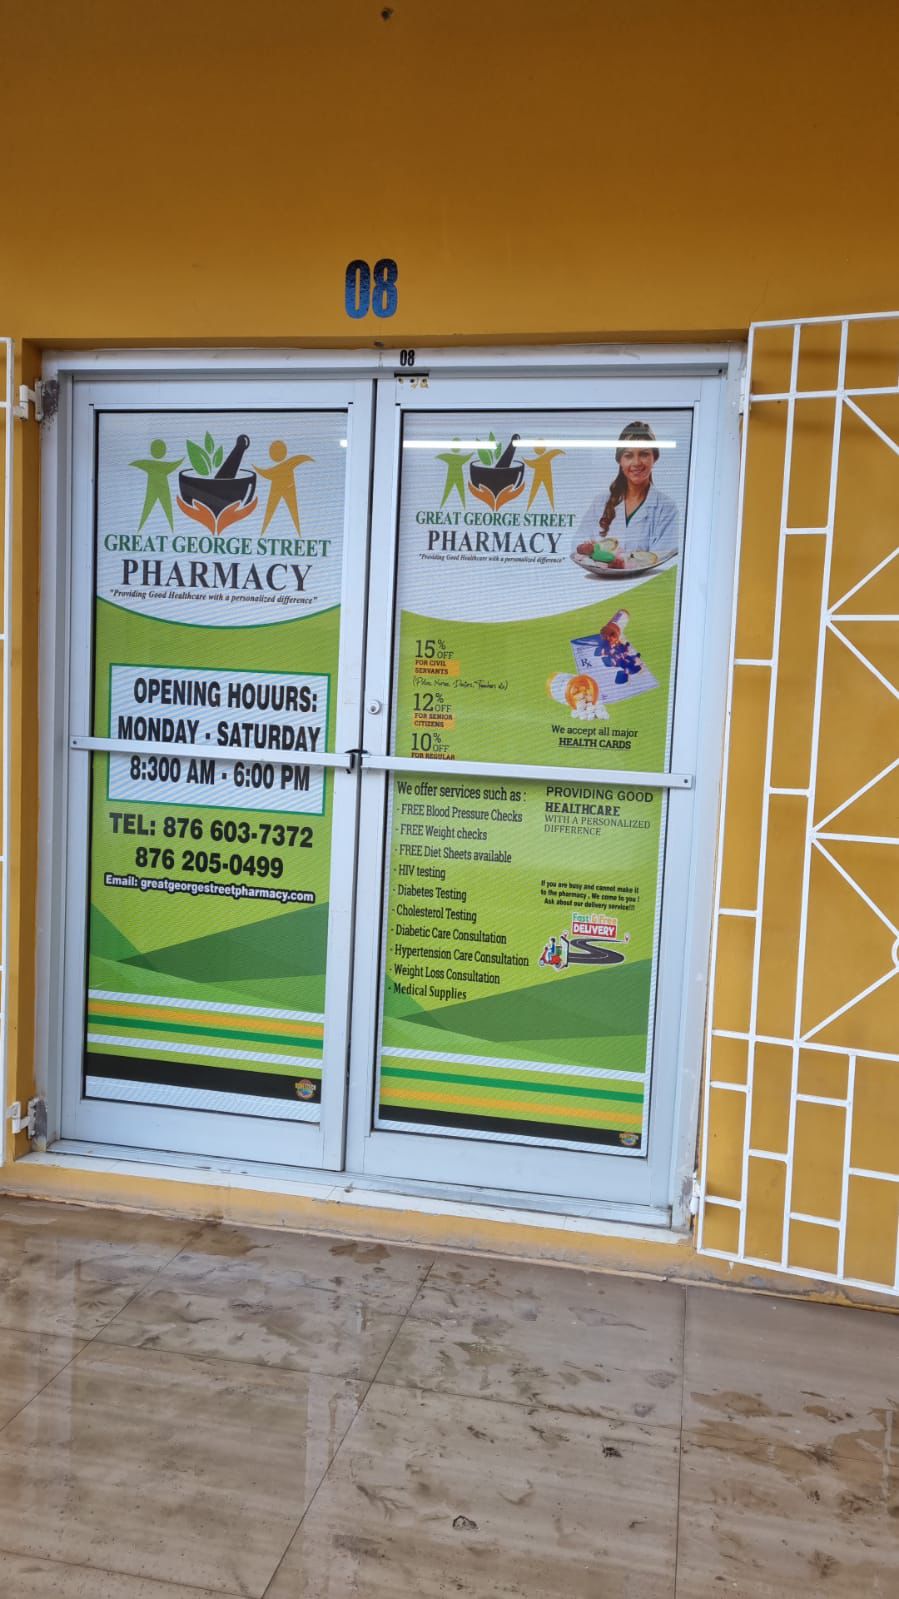 08
08
GREAT GEORGE STREET
PHARMACY
"Providing Good Healthcare with a personalized difference"
OPENING HOUURS:
MONDAY - SATURDAY
8:300 AM - 6:00 PM
TEL: 876 603-7372
876 205-0499
Email: greatgeorgestreetpharmacy.com
GREAT GEORGE STREET
PHARMACY
"Providing Good Healthcare with a personalized difference"
15% OFF
FOR CIVIL
SERVANTS
12% OFF
FOR SENIOR
CITIZENS
10% OFF
FOR REGULAR
Rx
We accept all major
HEALTH CARDS
We offer services such as :
- FREE Blood Pressure Checks
- FREE Weight checks
- FREE Diet Sheets available
- HIV testing
- Diabetes Testing
- Cholesterol Testing
- Diabetic Care Consultation
- Hypertension Care Consultation
- Weight Loss Consultation
- Medical Supplies
PROVIDING GOOD
HEALTHCARE
WITH A PERSONALIZED
DIFFERENCE
If you are busy and cannot make it
to the pharmacy , We come to you !
Ask about our delivery service!!!
Fast & Free
DELIVERY